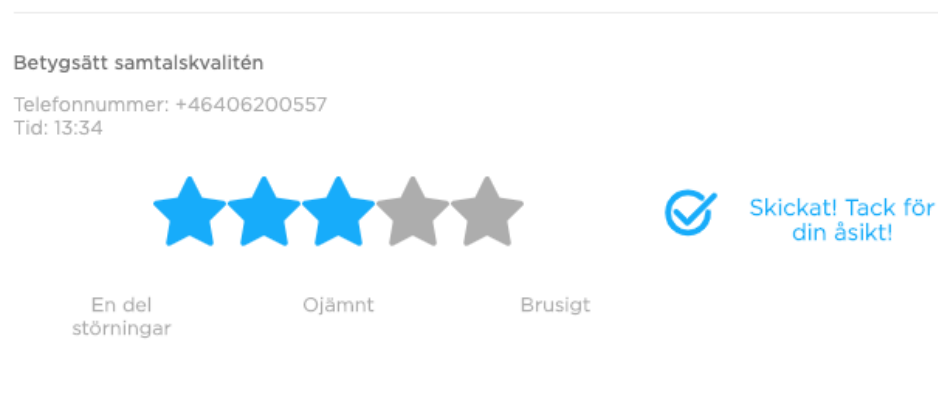 Betygsätt samtalskvalitén
Telefonnummer: +46406200557
Tid: 13:34
Skickat! Tack för
din åsikt!
En del
störningar
Ojämnt
Brusigt